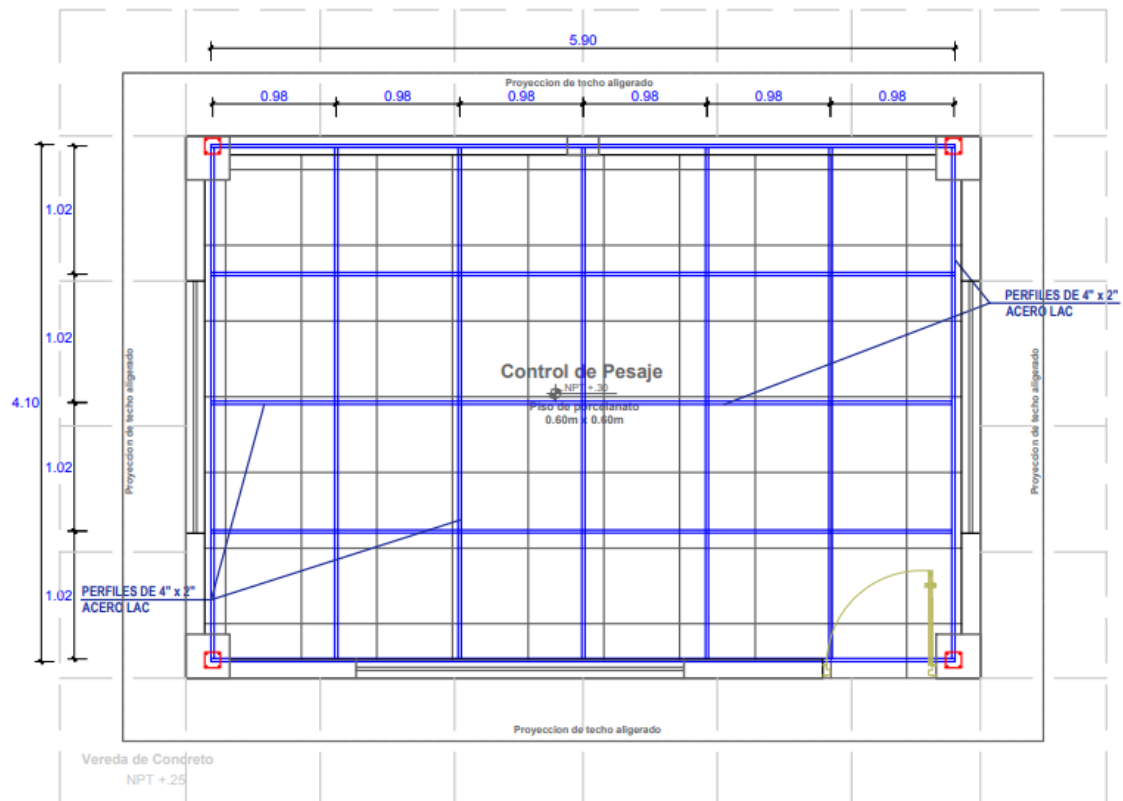 5.90
Proyeccion de techo aligerado
0.98
0.98
0.98
0.98
0.98
0.98
1.02
1.02
4.10
1.02
1.02
PERFILES DE 4" x 2"
ACERO LAC
Control de Pesaje
NPT +.30
Piso de porcelanato
0.60m x 0.60m
Proyeccion de techo aligerado
Proyeccion de techo aligerado
PERFILES DE 4" x 2"
ACERO LAC
Proyeccion de techo aligerado
Vereda de Concreto
NPT +.25